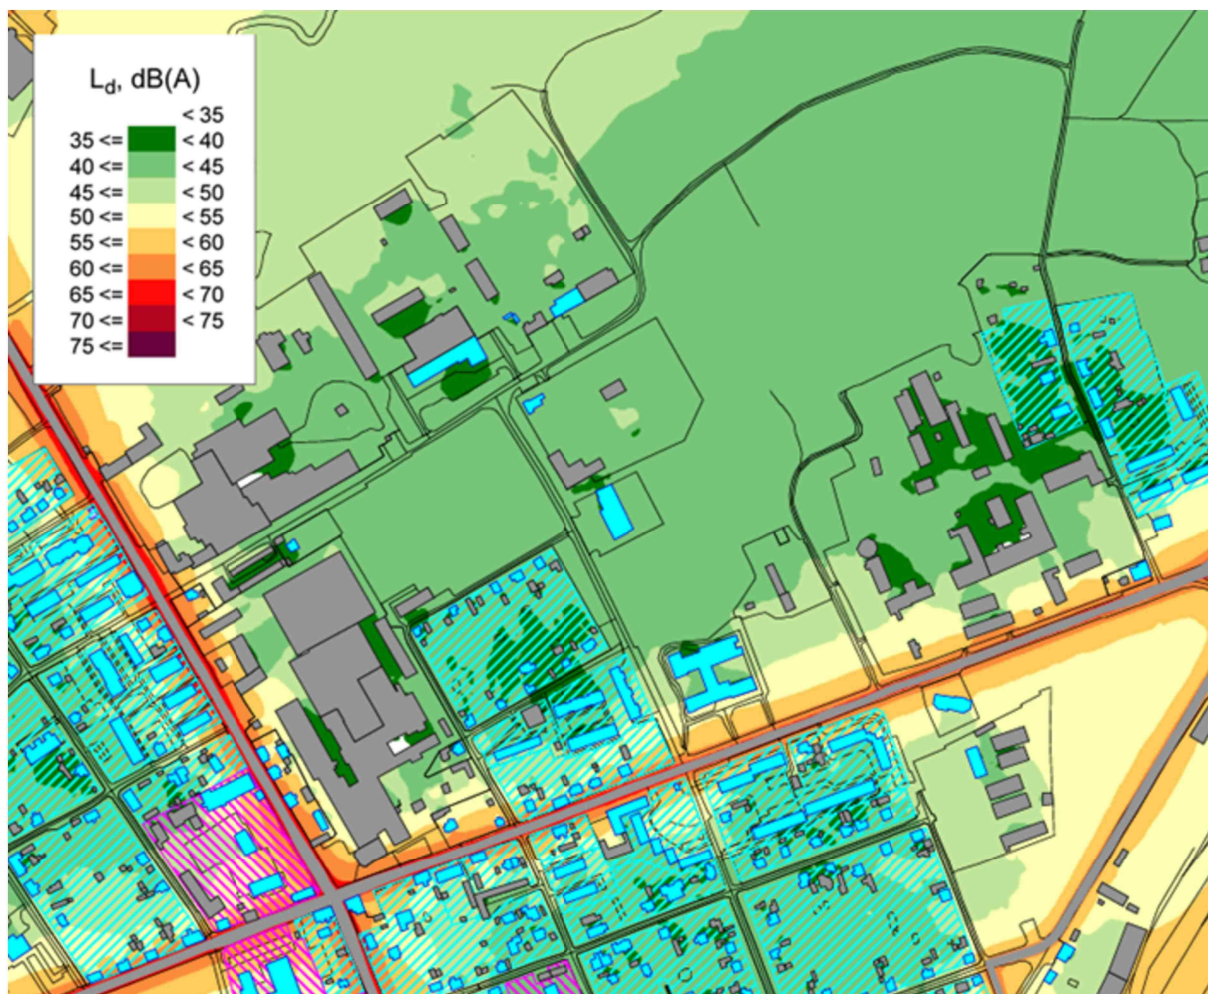 L_d, dB(A)
< 35
35 <= < 40
40 <= < 45
45 <= < 50
50 <= < 55
55 <= < 60
60 <= < 65
65 <= < 70
70 <= < 75
75 <=